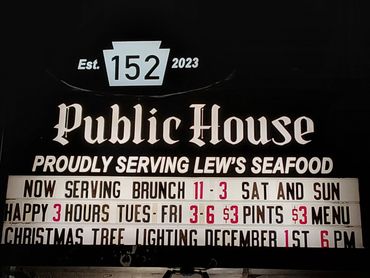 Est. 152 2023
Public House
PROUDLY SERVING LEW'S SEAFOOD
NOW SERVING BRUNCH 11-3 SAT AND SUN
HAPPY 3 HOURS TUES-FRI 3-6 $3 PINTS $3 MENU
CHRISTMAS TREE LIGHTING DECEMBER 1ST 6 PM